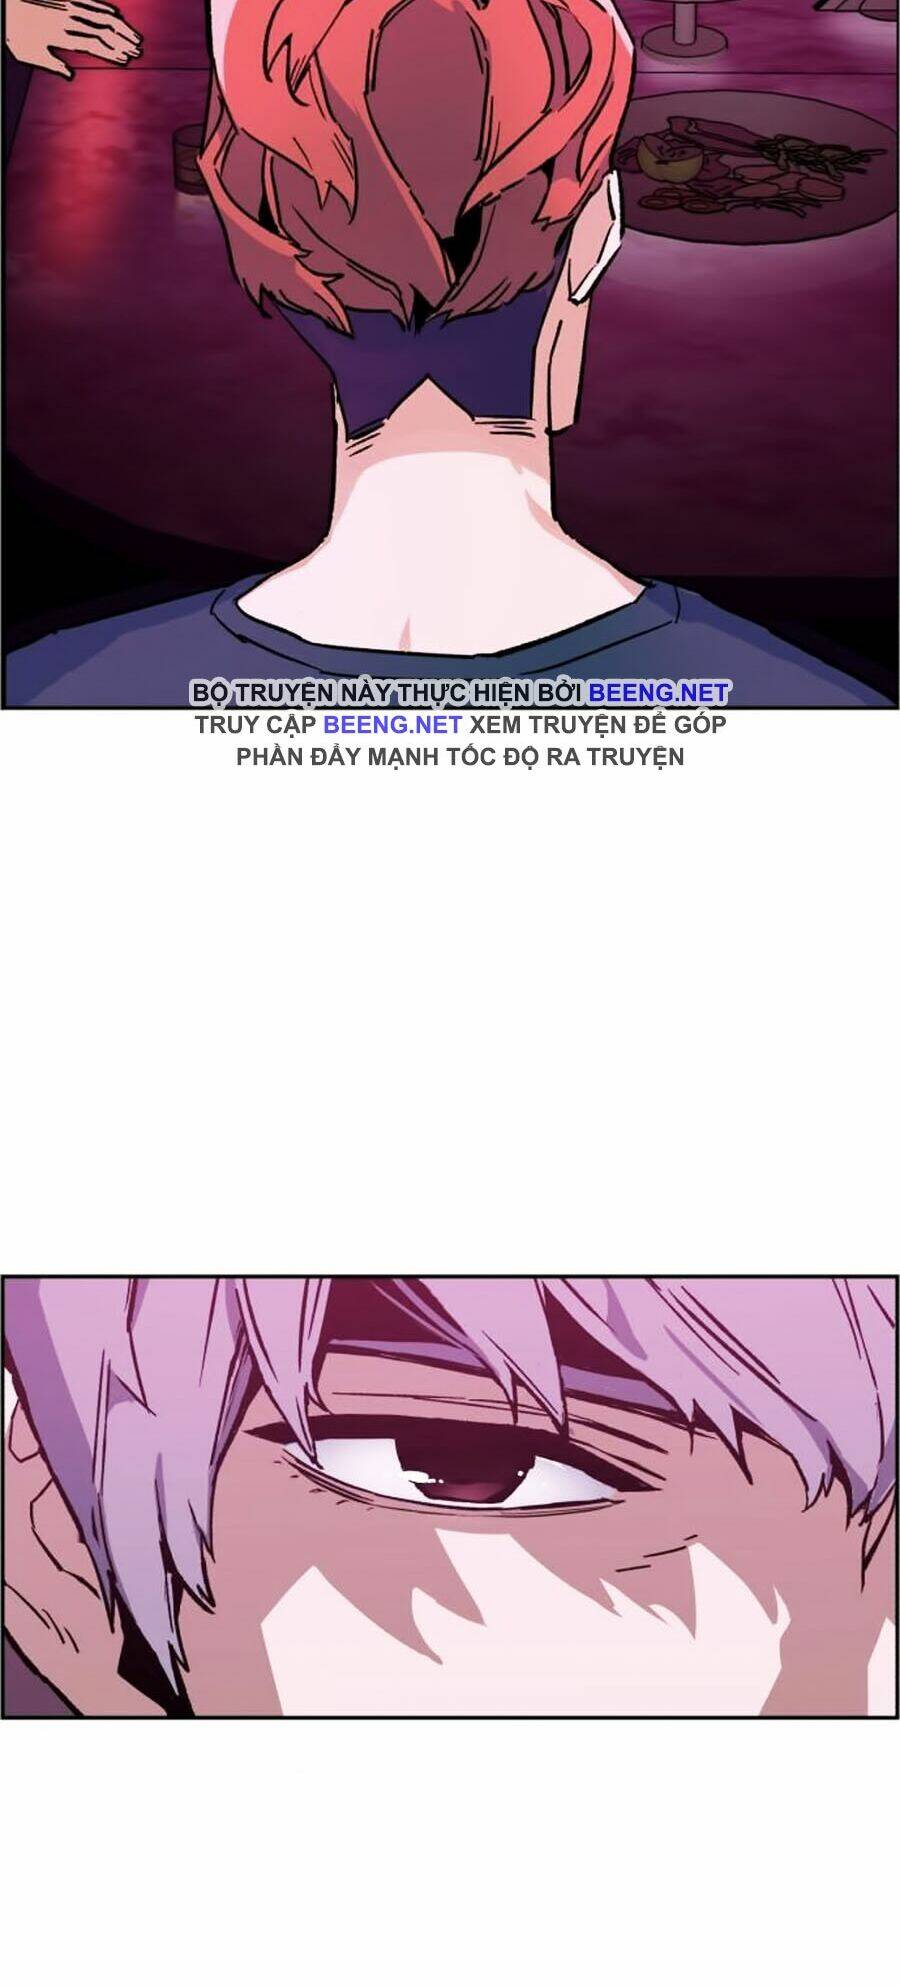 BỘ TRUYỆN NÀY THỰC HIỆN BỞI BEENG.NET
TRUY CẬP BEENG.NET XEM TRUYỆN ĐỂ GÓP
PHẦN ĐẨY MẠNH TỐC ĐỘ RA TRUYỆN